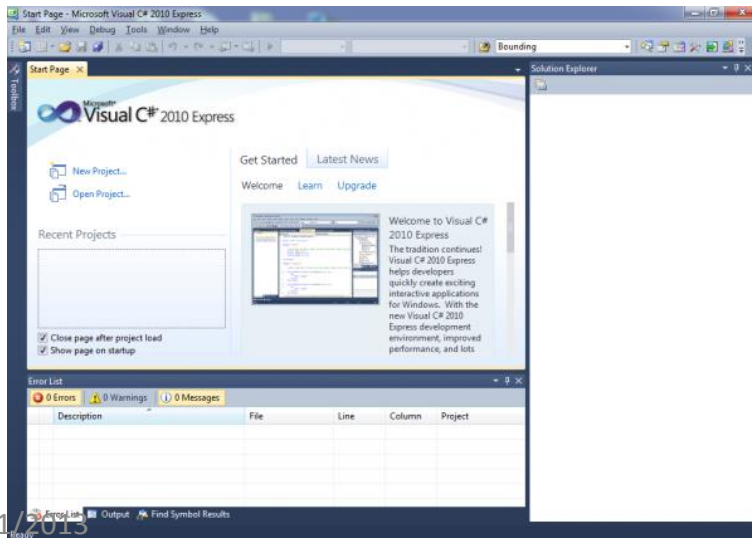 Start Page - Microsoft Visual C# 2010 Express
File Edit View Debug Tools Window Help
Bounding
Toolbox
Start Page
Solution Explorer
Microsoft
Visual C# 2010 Express
New Project...
Open Project...
Recent Projects
Close page after project load
Show page on startup
Get Started Latest News
Welcome Learn Upgrade
Welcome to Visual C#
2010 Express
The tradition continues!
Visual C# 2010 Express
helps developers
quickly create exciting
interactive applications
for Windows. With the
new Visual C# 2010
Express development
environment, improved
performance, and lots
Error List
0 Errors 0 Warnings 0 Messages
Description File Line Column Project
Error List Output Find Symbol Results
1/2013
Ready